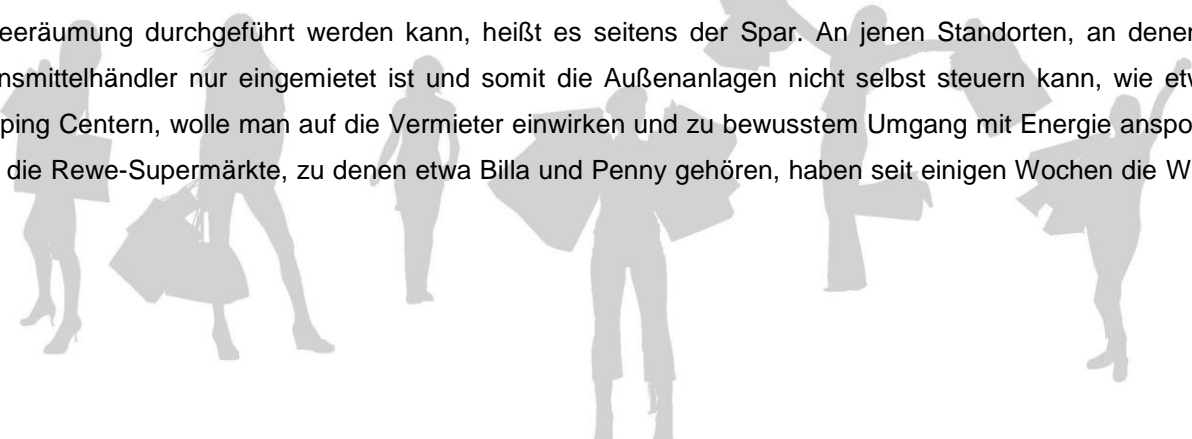 eeräumung durchgeführt werden kann, heißt es seitens der Spar. An jenen Standorten, an denen
nsmittelhändler nur eingemietet ist und somit die Außenanlagen nicht selbst steuern kann, wie etw
ping Centern, wolle man auf die Vermieter einwirken und zu bewusstem Umgang mit Energie anspo
die Rewe-Supermärkte, zu denen etwa Billa und Penny gehören, haben seit einigen Wochen die W